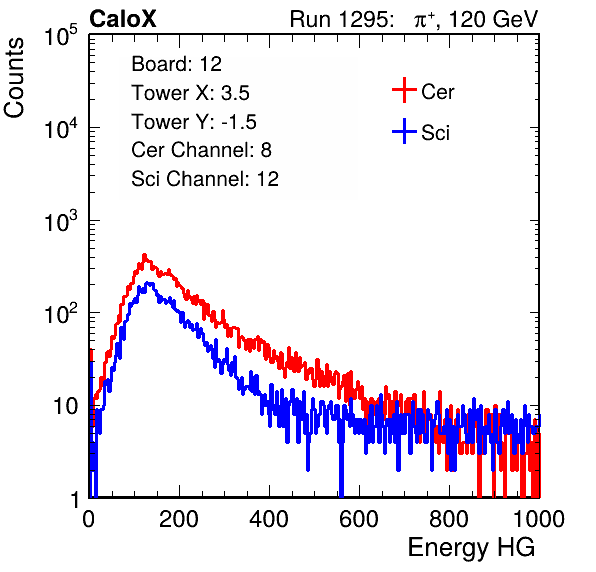 CaloX Run 1295: π⁺, 120 GeV
Counts
Board: 12
Tower X: 3.5
Tower Y: -1.5
Cer Channel: 8
Sci Channel: 12
Cer
Sci
10⁵
10⁴
10³
10²
10
1
0 200 400 600 800 1000
Energy HG